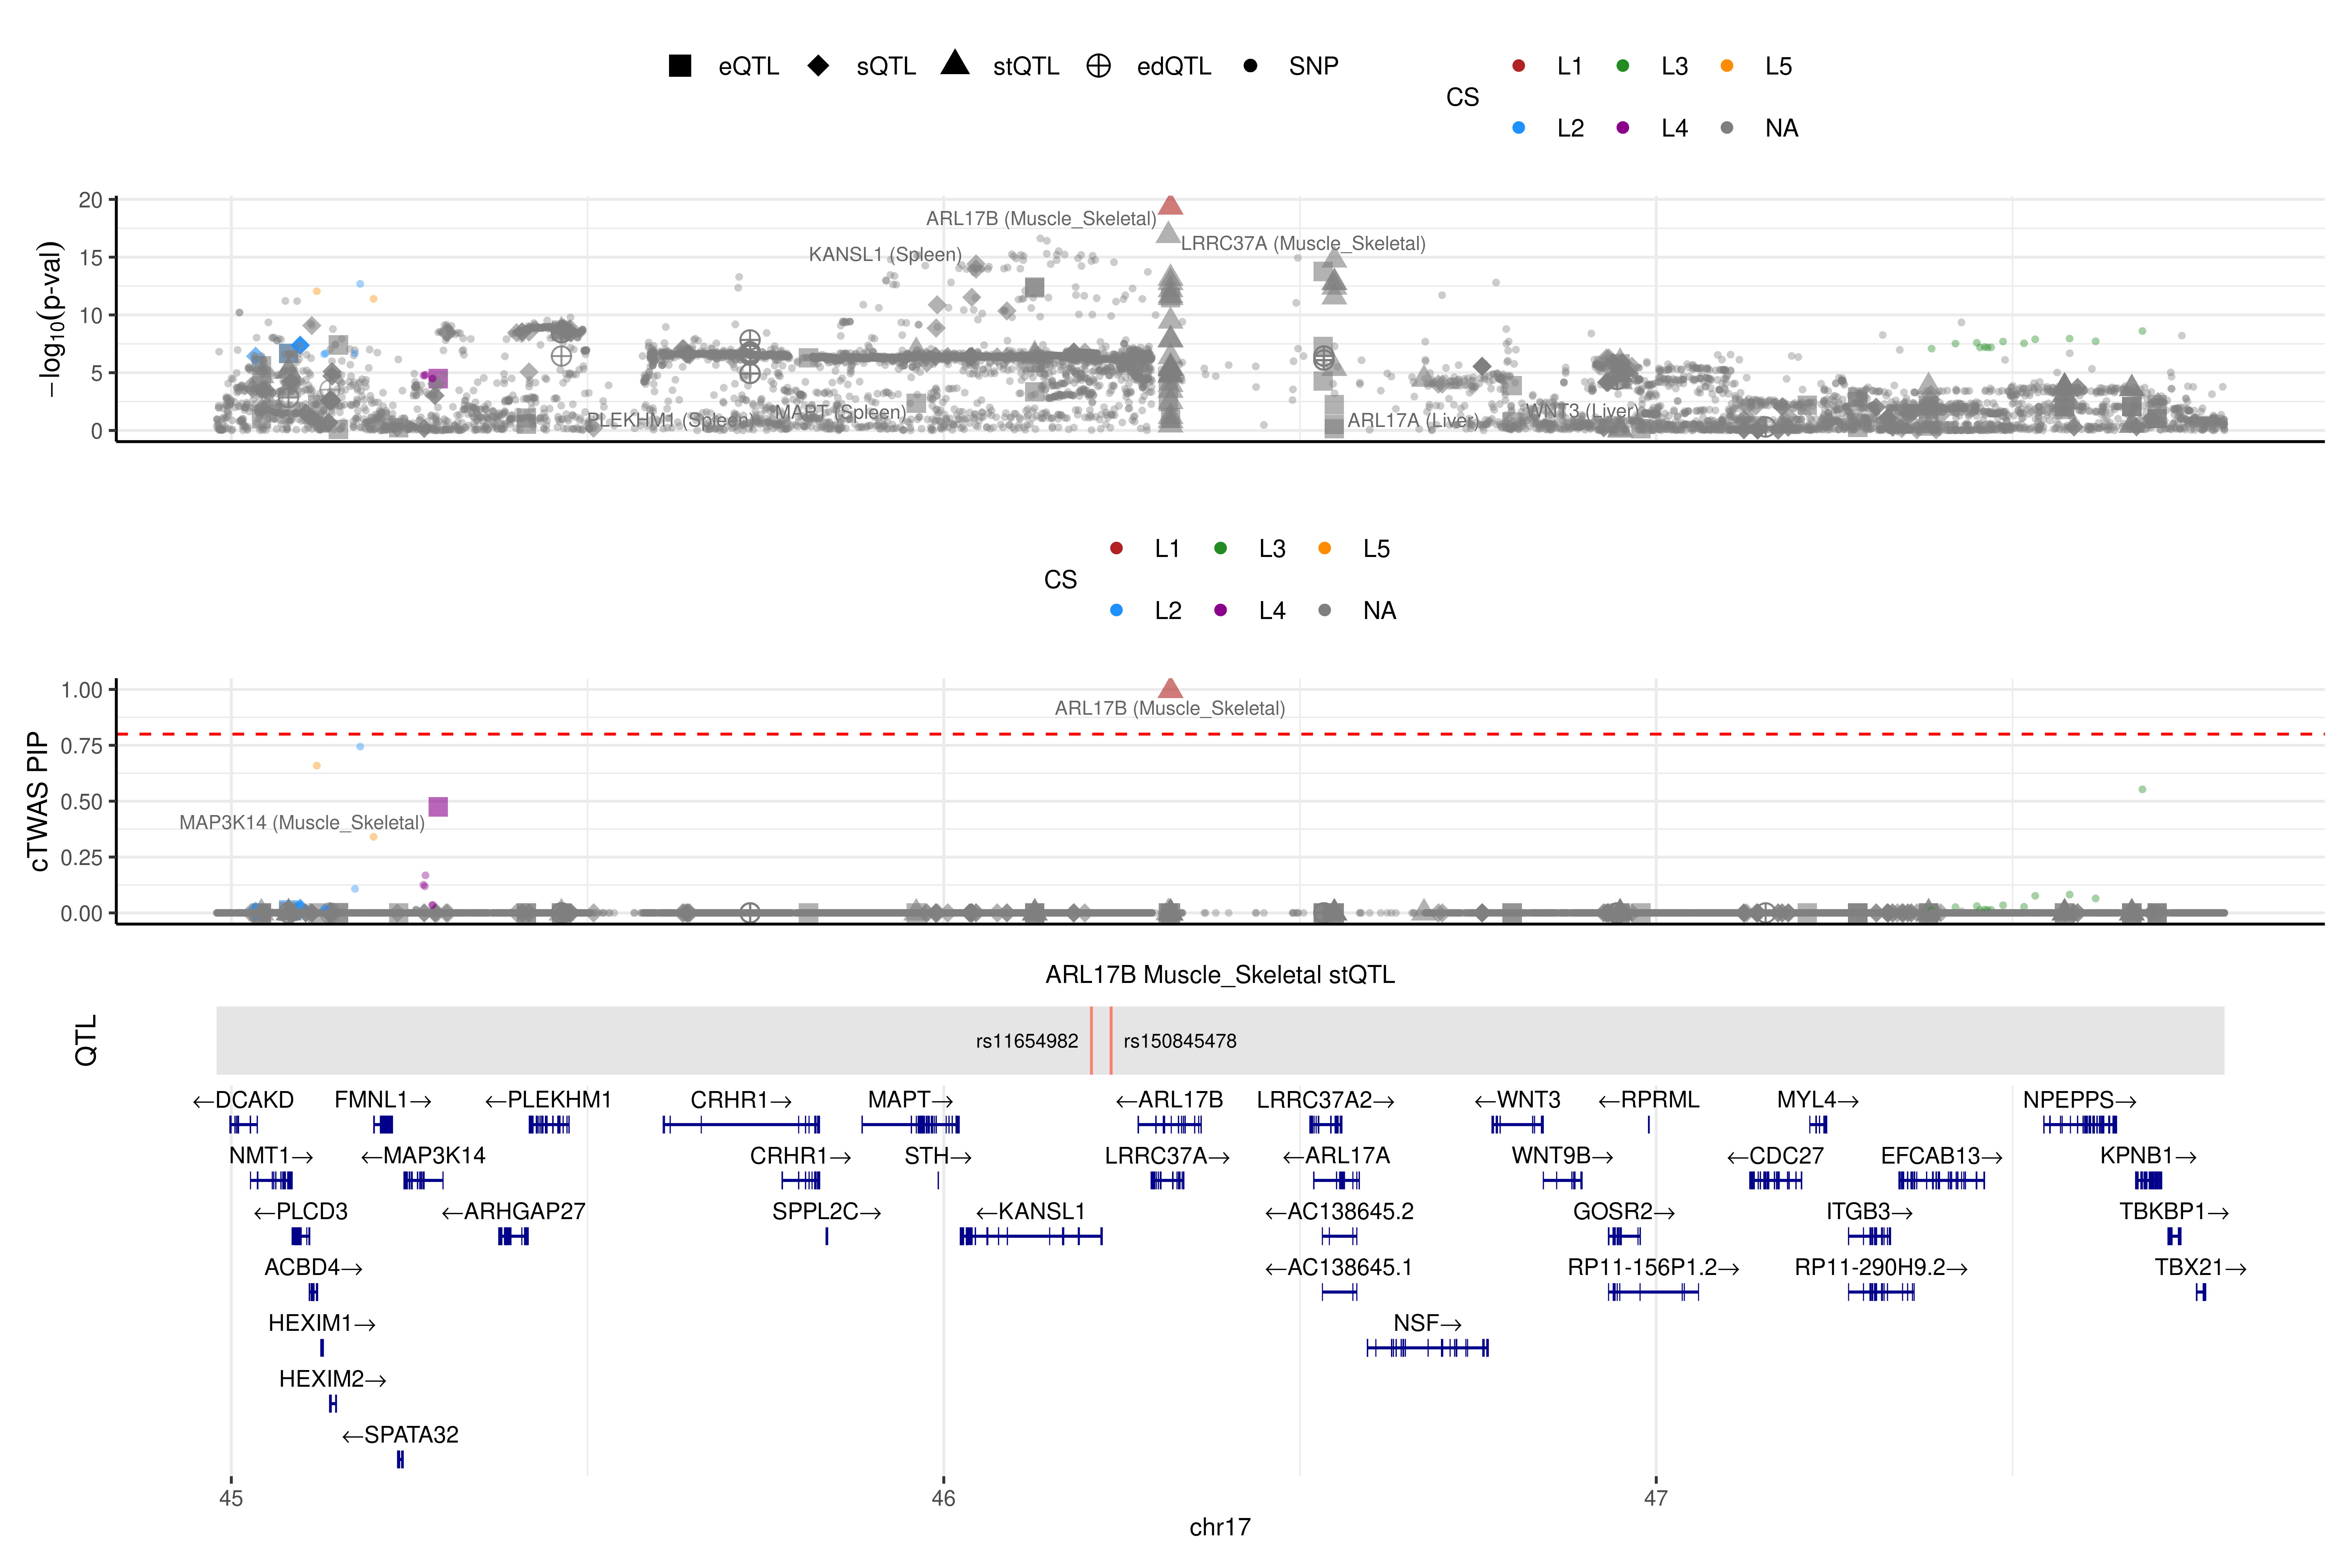 eQTL sQTL stQTL edQTL SNP
CS
L1 L3 L5
L2 L4 NA
−log10(p-val)
20
15
10
5
0
ARL17B (Muscle_Skeletal)
LRRC37A (Muscle_Skeletal)
KANSL1 (Spleen)
PLEKHM1 (Spleen)
MAPT (Spleen)
ARL17A (Liver)
WNT3 (Liver)
CS
L1 L3 L5
L2 L4 NA
cTWAS PIP
1.00
0.75
0.50
0.25
0.00
ARL17B (Muscle_Skeletal)
MAP3K14 (Muscle_Skeletal)
ARL17B Muscle_Skeletal stQTL
QTL
rs11654982 rs150845478
←DCAKD FMNL1→ ←PLEKHM1 CRHR1→ MAPT→ ←ARL17B LRRC37A2→ ←WNT3 ←RPRML MYL4→ NPEPPS→
NMT1→ ←MAP3K14 CRHR1→ STH→ LRRC37A→ ←ARL17A WNT9B→ ←CDC27 EFCAB13→ KPNB1→
←PLCD3 ←ARHGAP27 SPPL2C→ ←KANSL1 ←AC138645.2 GOSR2→ ITGB3→ TBKBP1→
ACBD4→ ←AC138645.1 RP11-156P1.2→ RP11-290H9.2→ TBX21→
HEXIM1→ NSF→
HEXIM2→
←SPATA32
45 46 47
chr17